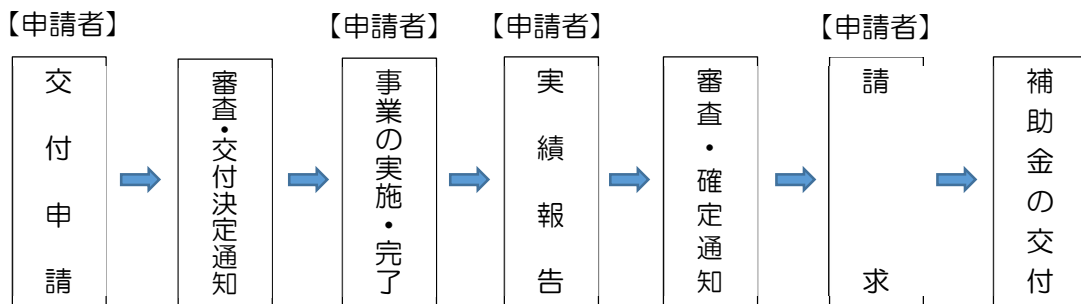 【申請者】
交付申請
審査・交付決定通知
【申請者】
事業の実施・完了
【申請者】
実績報告
審査・確定通知
【申請者】
請求
補助金の交付